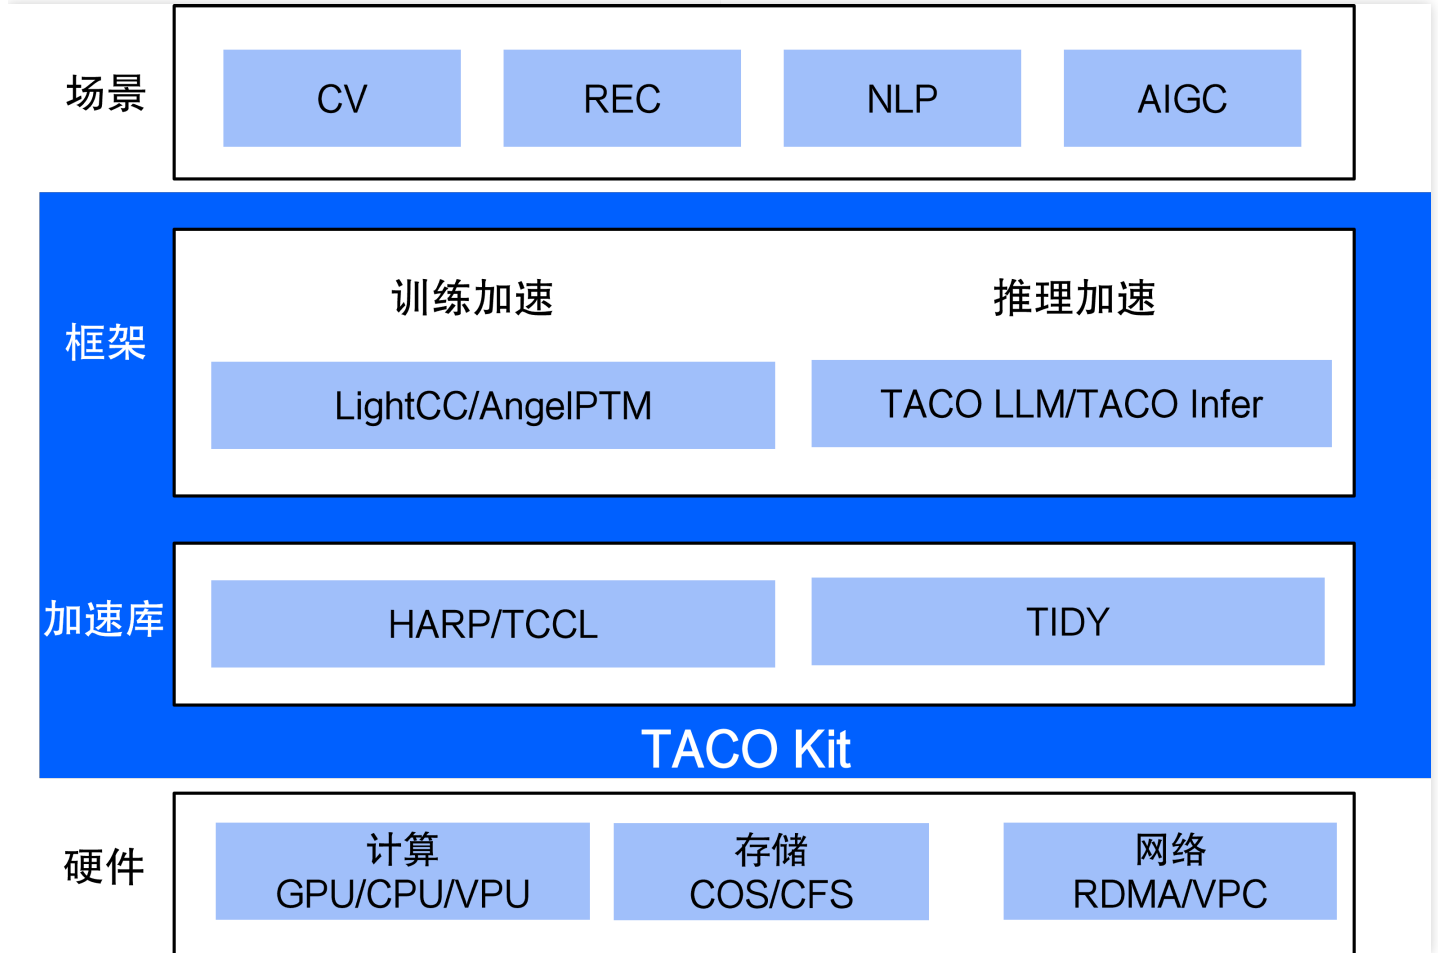 场景
CV
REC
NLP
AIGC
框架
训练加速
推理加速
LightCC/AngelPTM
TACO LLM/TACO Infer
加速库
HARP/TCCL
TIDY
TACO Kit
硬件
计算
GPU/CPU/VPU
存储
COS/CFS
网络
RDMA/VPC